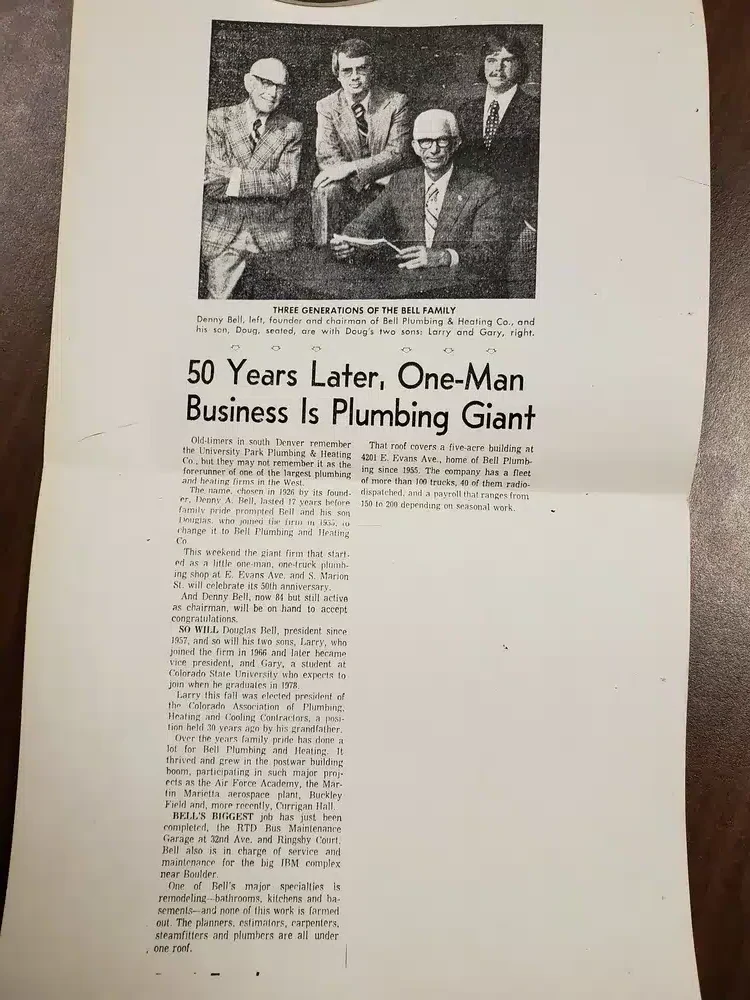 THREE GENERATIONS OF THE BELL FAMILY
Denny Bell, left, founder and chairman of Bell Plumbing & Heating Co., and
his son, Doug, seated, are with Doug's two sons: Larry and Gary, right.
50 Years Later, One-Man
Business Is Plumbing Giant
Old-timers in south Denver remember
the University Park Plumbing & Heating
Co., but they may not remember it as the
forerunner of one of the largest plumbing
and heating firms in the West.
The name, chosen in 1926 by its found-
er, Denny A. Bell, lasted 17 years before
family pride prompted Bell and his son
Douglas, who joined the firm in 1935, to
change it to Bell Plumbing and Heating
Co.
This weekend the giant firm that start-
ed as a little one-man, one-truck plumb-
ing shop at E. Evans Ave. and S. Marion
St. will celebrate its 50th anniversary.
And Denny Bell, now 84 but still active
as chairman, will be on hand to accept
congratulations.
SO WILL Douglas Bell, president since
1957, and so will his two sons, Larry, who
joined the firm in 1966 and later became
vice president, and Gary, a student at
Colorado State University who expects to
join when he graduates in 1978.
Larry this fall was elected president of
the Colorado Association of Plumbing,
Heating and Cooling Contractors, a posi-
tion held 30 years ago by his grandfather.
Over the years family pride has done a
lot for Bell Plumbing and Heating. It
thrived and grew in the postwar building
boom, participating in such major proj-
ects as the Air Force Academy, the Mar-
tin Marietta aerospace plant, Buckley
Field and, more recently, Currigan Hall.
BELL'S BIGGEST job has just been
completed, the RTD Bus Maintenance
Garage at 32nd Ave. and Ringsby Court.
Bell also is in charge of service and
maintenance for the big IBM complex
near Boulder.
One of Bell's major specialties is
remodeling—bathrooms, kitchens and ba-
sements—and none of this work is farmed
out. The planners, estimators, carpenters,
steamfitters and plumbers are all under
one roof.
That roof covers a five-acre building at
4201 E. Evans Ave., home of Bell Plumb-
ing since 1955. The company has a fleet
of more than 100 trucks, 40 of them radio-
dispatched, and a payroll that ranges from
150 to 200 depending on seasonal work.